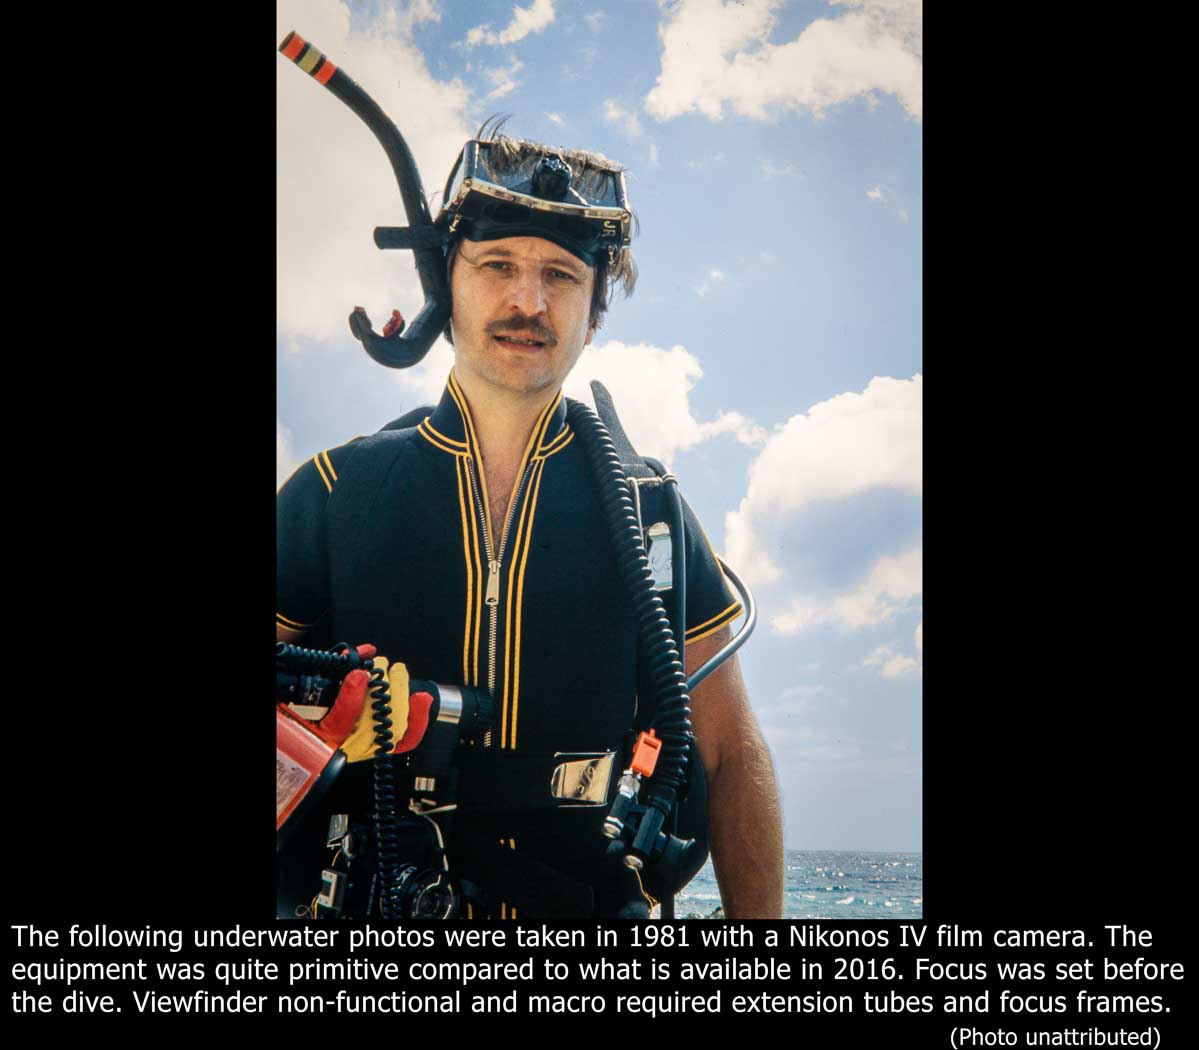 JR
The following underwater photos were taken in 1981 with a Nikonos IV film camera. The
equipment was quite primitive compared to what is available in 2016. Focus was set before
the dive. Viewfinder non-functional and macro required extension tubes and focus frames.
(Photo unattributed)